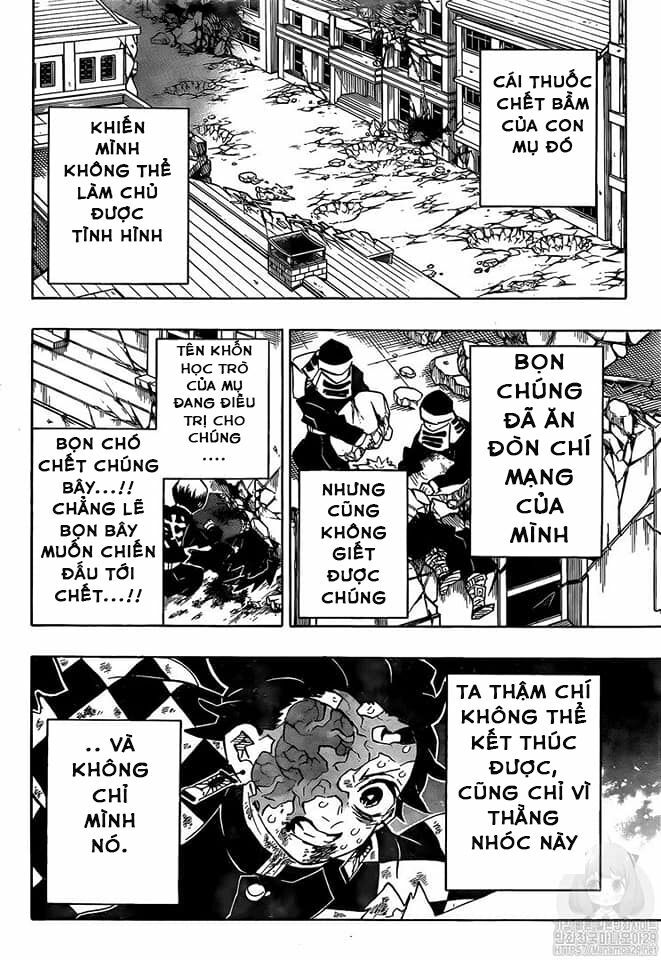 CÁI THUỐC
CHẾT BẦM
CỦA CON
MỤ ĐÓ
KHIẾN
MÌNH
KHÔNG THỂ
LÀM CHỦ
ĐƯỢC
TÌNH HÌNH
BỌN
CHÚNG
ĐÃ ĂN
ĐÒN CHÍ
MẠNG
CỦA
MÌNH
NHƯNG
CŨNG
KHÔNG
GIẾT
ĐƯỢC
CHÚNG
TÊN KHỐN
HỌC TRÒ
CỦA MỤ
ĐANG ĐIỀU
TRỊ CHO
CHÚNG
....
BỌN CHÓ
CHẾT CHÚNG
BÂY...!!
CHẲNG LẼ
BỌN BÂY
MUỐN CHIẾN
ĐẤU TỚI
CHẾT...!!
TA THẬM CHÍ
KHÔNG THỂ
KẾT THÚC
ĐƯỢC,
CŨNG CHỈ VÌ
THẰNG
NHÓC NÀY
.. VÀ
KHÔNG
CHỈ
MÌNH
NÓ.